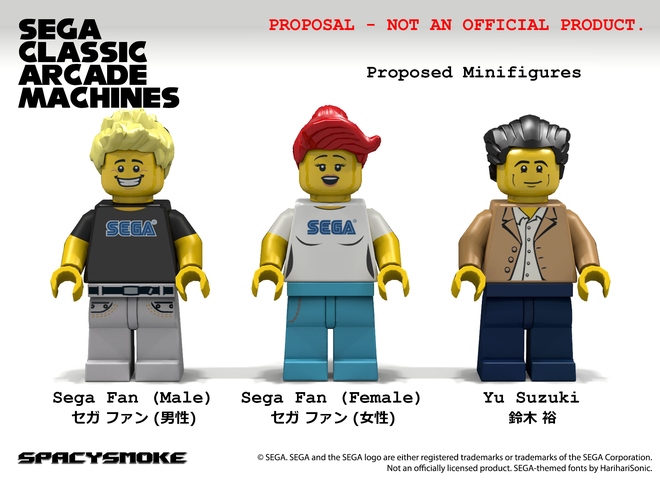 SEGA
CLASSIC
ARCADE
MACHINES
PROPOSAL - NOT AN OFFICIAL PRODUCT.
Proposed Minifigures
SEGA®
SEGA®
Sega Fan (Male)
セガ ファン (男性)
Sega Fan (Female)
セガ ファン (女性)
Yu Suzuki
鈴木 裕
SPACYSMOKE
© SEGA. SEGA and the SEGA logo are either registered trademarks or trademarks of the SEGA Corporation.
Not an officially licensed product. SEGA-themed fonts by HarihariSonic.